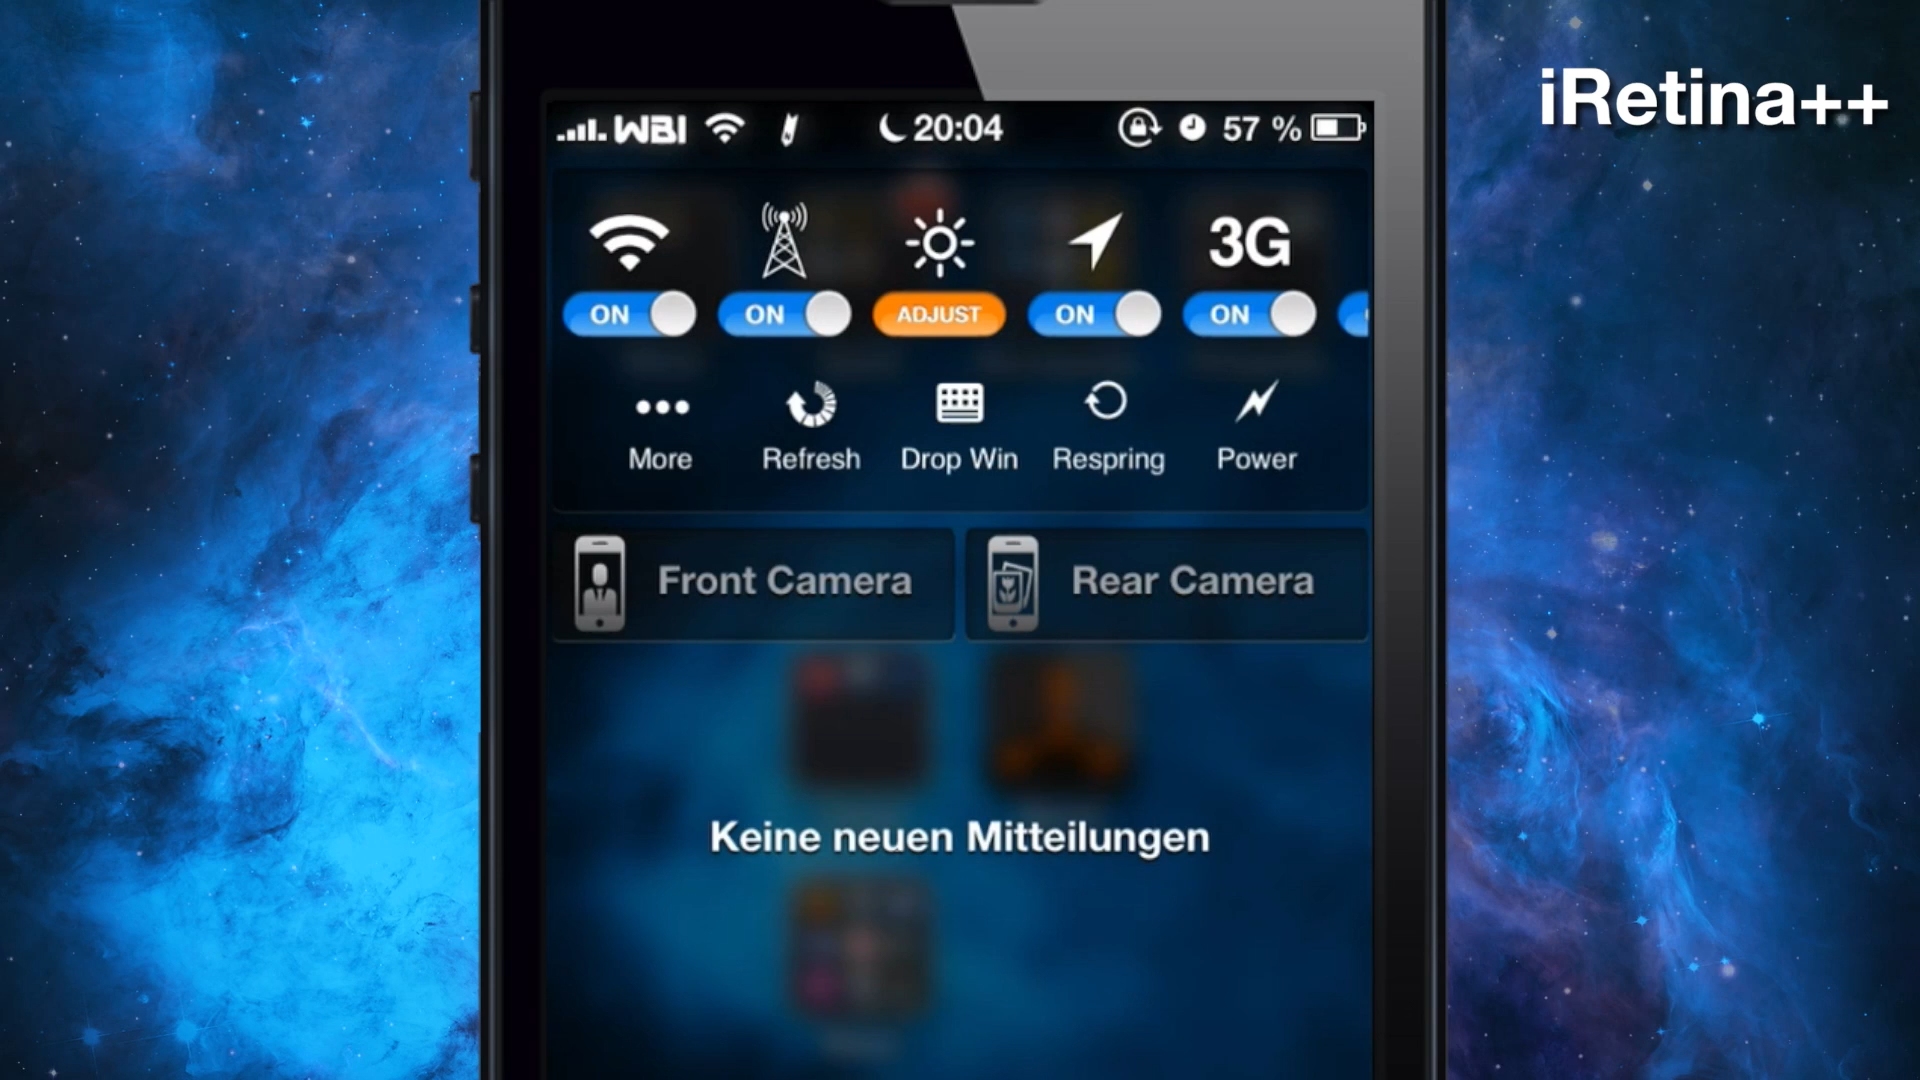 iRetina++
WBI 20:04 57 %
3G
ON ON ADJUST ON ON
More Refresh Drop Win Respring Power
Front Camera Rear Camera
Keine neuen Mitteilungen